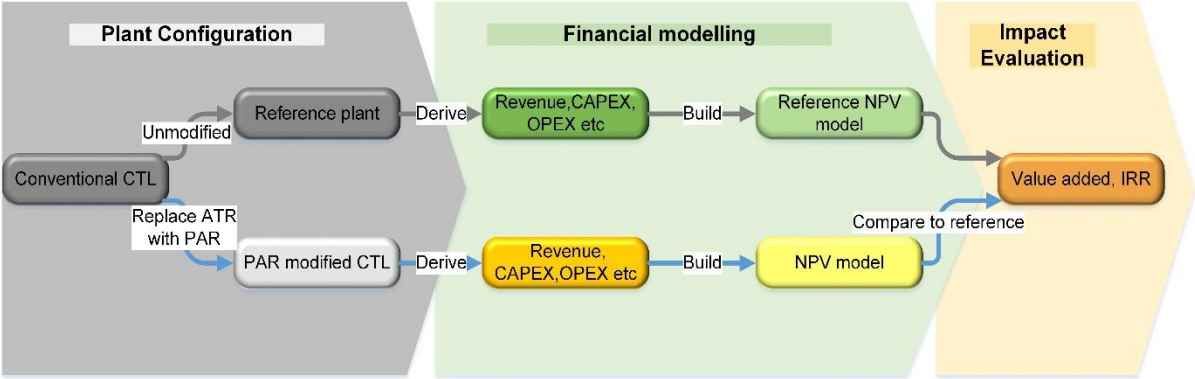 Plant Configuration
Financial modelling
Impact
Evaluation
Reference plant
Derive
Revenue,CAPEX,
OPEX etc
Build
Reference NPV
model
Unmodified
Conventional CTL
Value added, IRR
Replace ATR
with PAR
Compare to reference
PAR modified CTL
Derive
Revenue,
CAPEX,OPEX etc
Build
NPV model